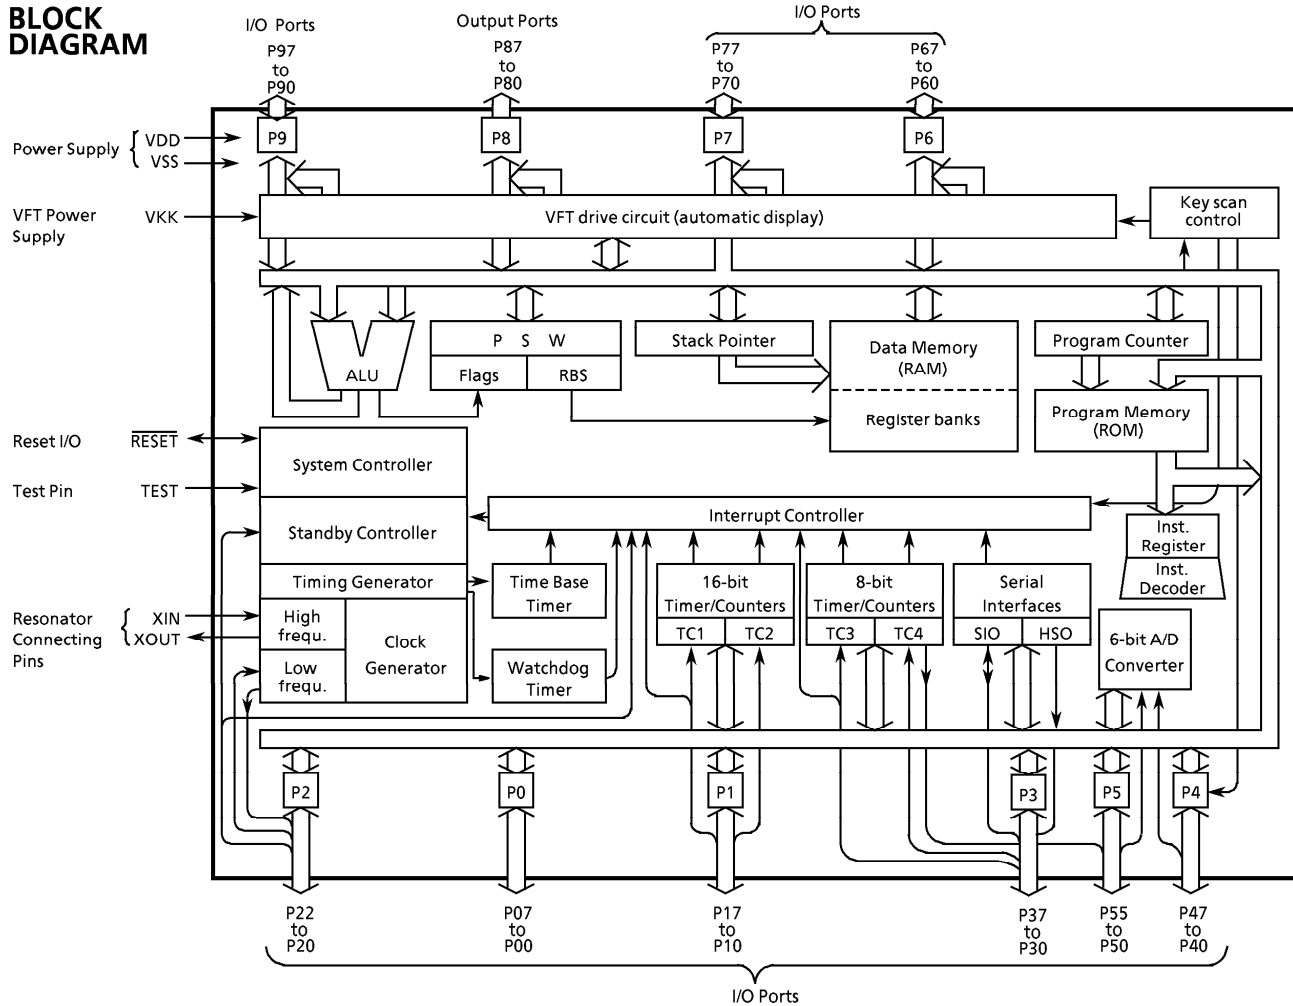 BLOCK
DIAGRAM
I/O Ports
P97
to
P90
Output Ports
P87
to
P80
I/O Ports
P77
to
P70
P67
to
P60
P9
P8
P7
P6
Power Supply
VDD
VSS
VFT Power
Supply
VKK
VFT drive circuit (automatic display)
Key scan
control
P S W
Flags
RBS
ALU
Stack Pointer
Data Memory
(RAM)
Register banks
Program Counter
Program Memory
(ROM)
Reset I/O
RESET
Test Pin
TEST
System Controller
Standby Controller
Timing Generator
High
frequ.
Low
frequ.
Clock
Generator
Resonator
Connecting
Pins
XIN
XOUT
Interrupt Controller
Time Base
Timer
Watchdog
Timer
16-bit
Timer/Counters
TC1
TC2
8-bit
Timer/Counters
TC3
TC4
Serial
Interfaces
SIO
HSO
Inst.
Register
Inst.
Decoder
6-bit A/D
Converter
P2
P0
P1
P3
P5
P4
P22
to
P20
P07
to
P00
P17
to
P10
P37
to
P30
P55
to
P50
P47
to
P40
I/O Ports